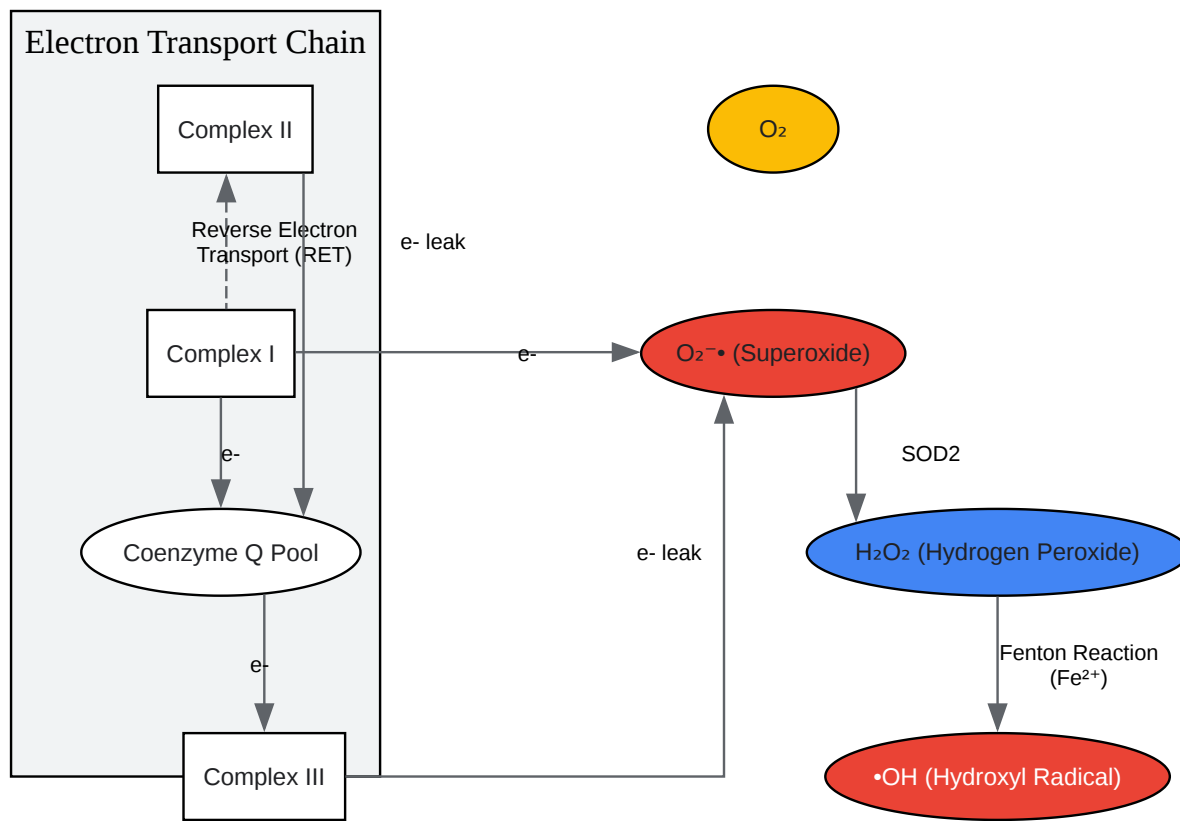 Electron Transport Chain
Complex II
O₂
Reverse Electron
Transport (RET)
e- leak
Complex I
e-
O₂⁻• (Superoxide)
e-
SOD2
Coenzyme Q Pool
e- leak
H₂O₂ (Hydrogen Peroxide)
e-
Fenton Reaction
(Fe²⁺)
Complex III
•OH (Hydroxyl Radical)